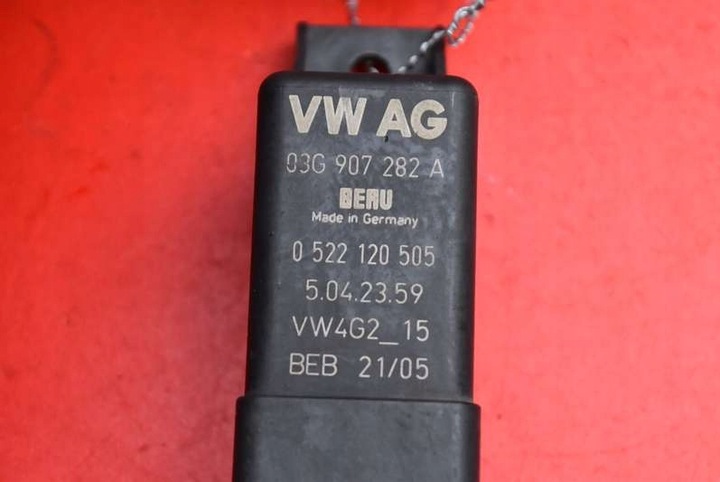 VW AG
03G 907 282 A
BERU
Made in Germany
0 522 120 505
5.04.23.59
VW4G2_15
BEB 21/05